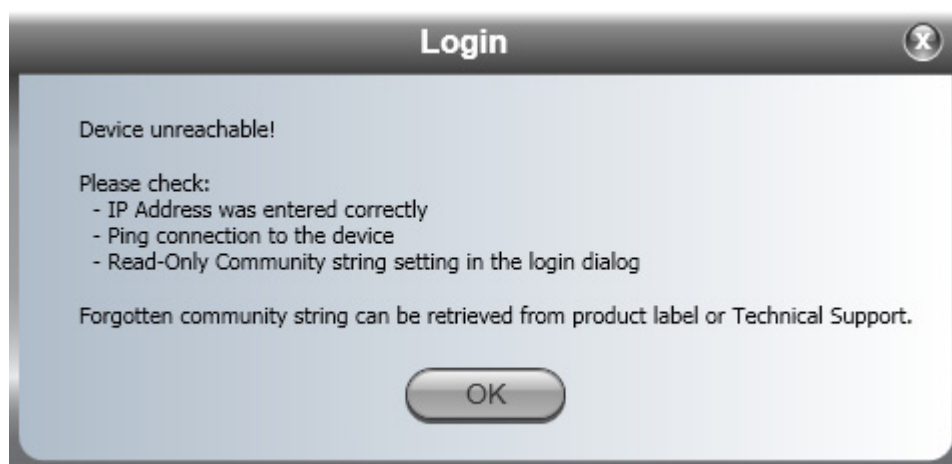 Login
X
Device unreachable!
Please check:
- IP Address was entered correctly
- Ping connection to the device
- Read-Only Community string setting in the login dialog
Forgotten community string can be retrieved from product label or Technical Support.
OK